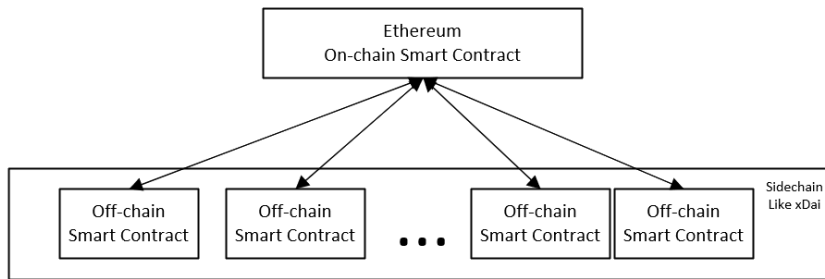 Ethereum
On-chain Smart Contract
Sidechain
Like xDai
Off-chain
Smart Contract
Off-chain
Smart Contract
...
Off-chain
Smart Contract
Off-chain
Smart Contract